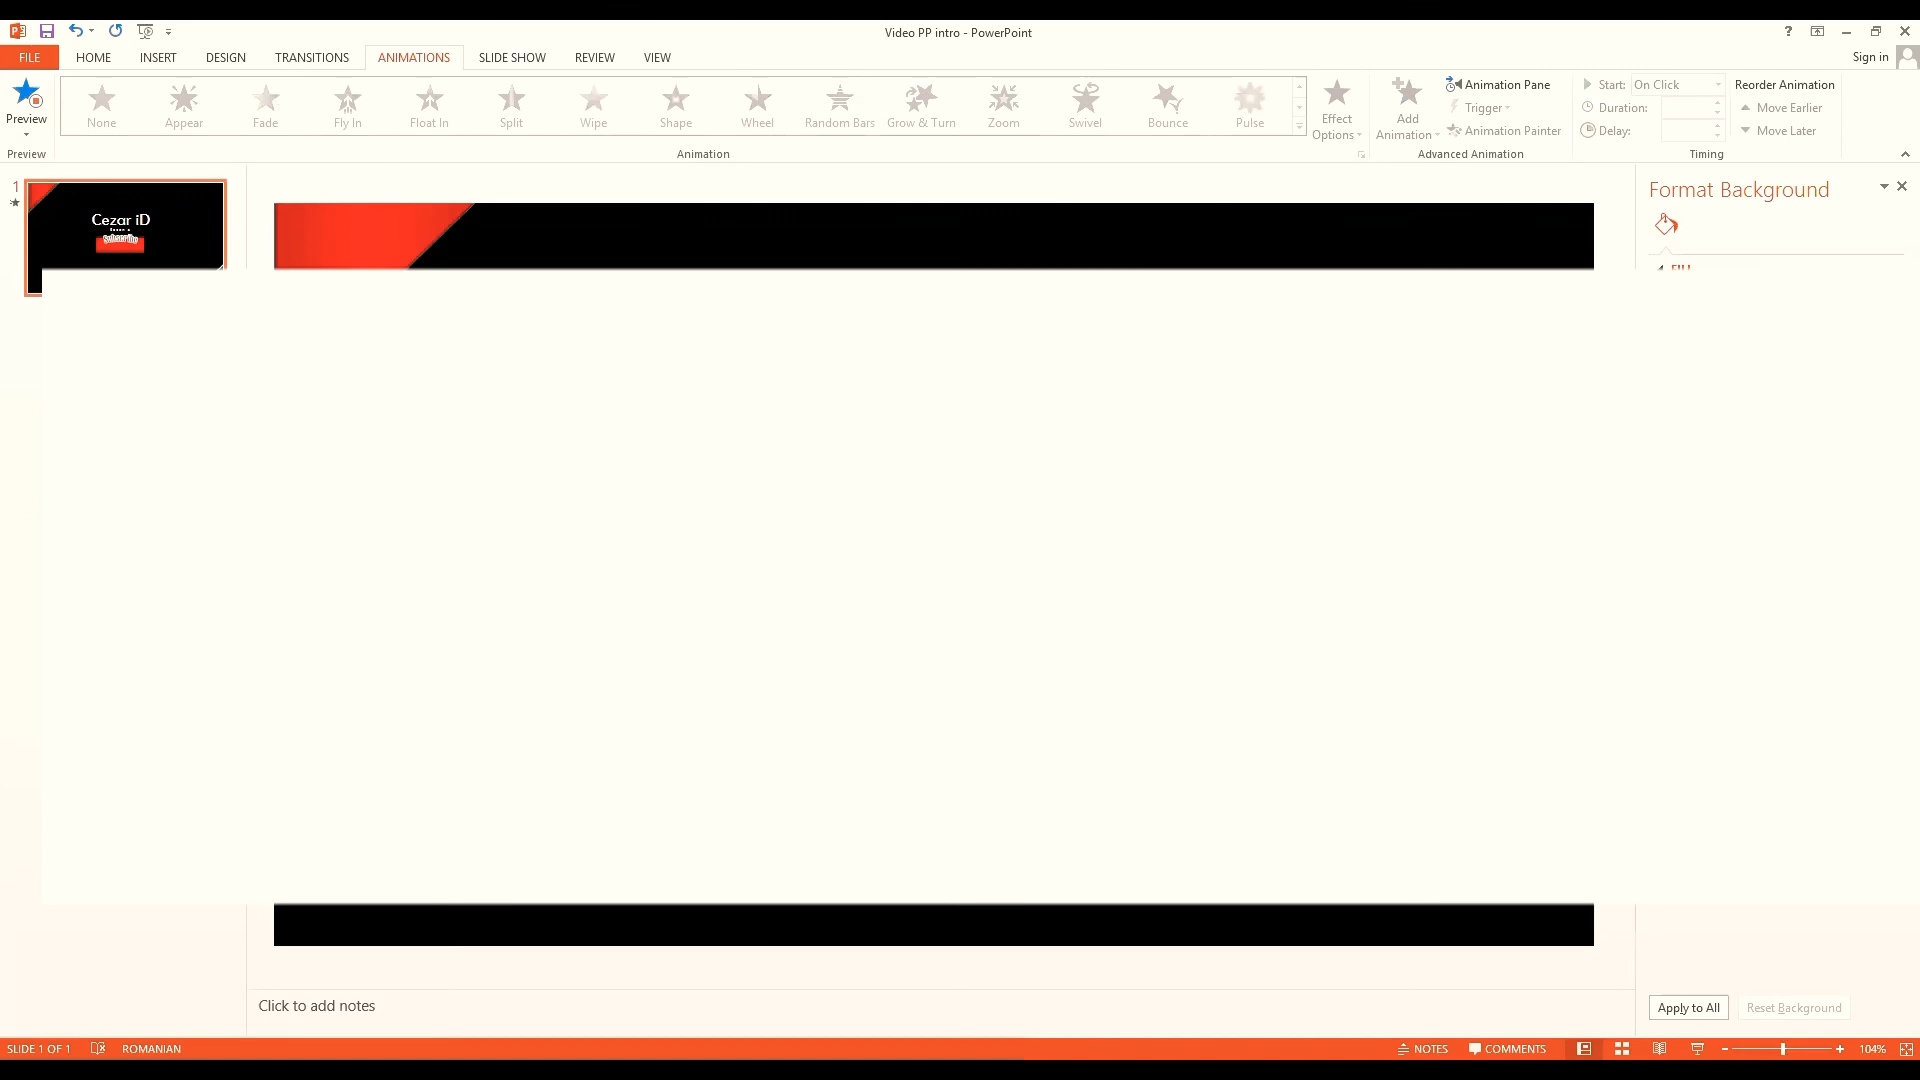 Video PP intro - PowerPoint
?
FILE HOME INSERT DESIGN TRANSITIONS ANIMATIONS SLIDE SHOW REVIEW VIEW
Sign in
Preview
None Appear Fade Fly In Float In Split Wipe Shape Wheel Random Bars Grow & Turn Zoom Swivel Bounce Pulse
Effect
Options
Add
Animation
Animation Pane
Trigger
Animation Painter
Start: On Click
Duration:
Delay:
Reorder Animation
Move Earlier
Move Later
Preview
Animation
Advanced Animation
Timing
1
Cezar iD
Subscribe
Format Background
FILL
Click to add notes
Apply to All
Reset Background
SLIDE 1 OF 1 ROMANIAN
NOTES COMMENTS
104%